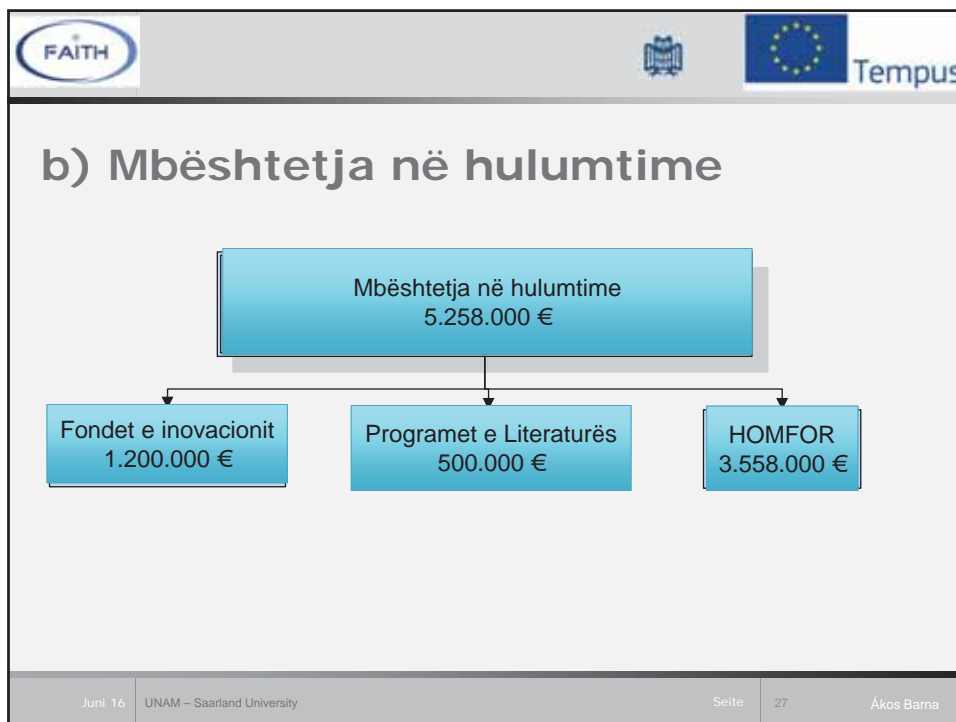 FAITH
Tempus
b) Mbështetja në hulumtime
Mbështetja në hulumtime
5.258.000 €
Fondet e inovacionit
1.200.000 €
Programet e Literaturës
500.000 €
HOMFOR
3.558.000 €
Juni 16 UNAM – Saarland University Seite 27 Ákos Barna